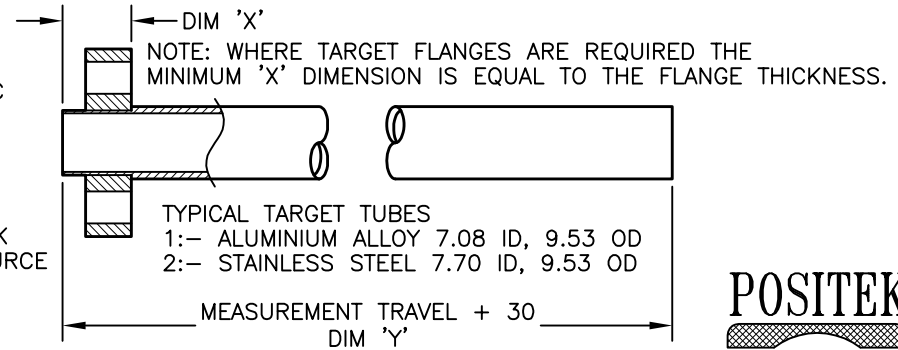 DIM 'X'
NOTE: WHERE TARGET FLANGES ARE REQUIRED THE
MINIMUM 'X' DIMENSION IS EQUAL TO THE FLANGE THICKNESS.
C
TYPICAL TARGET TUBES
1:– ALUMINIUM ALLOY 7.08 ID, 9.53 OD
2:– STAINLESS STEEL 7.70 ID, 9.53 OD
K
URCE
MEASUREMENT TRAVEL + 30
DIM 'Y'
POSITEK